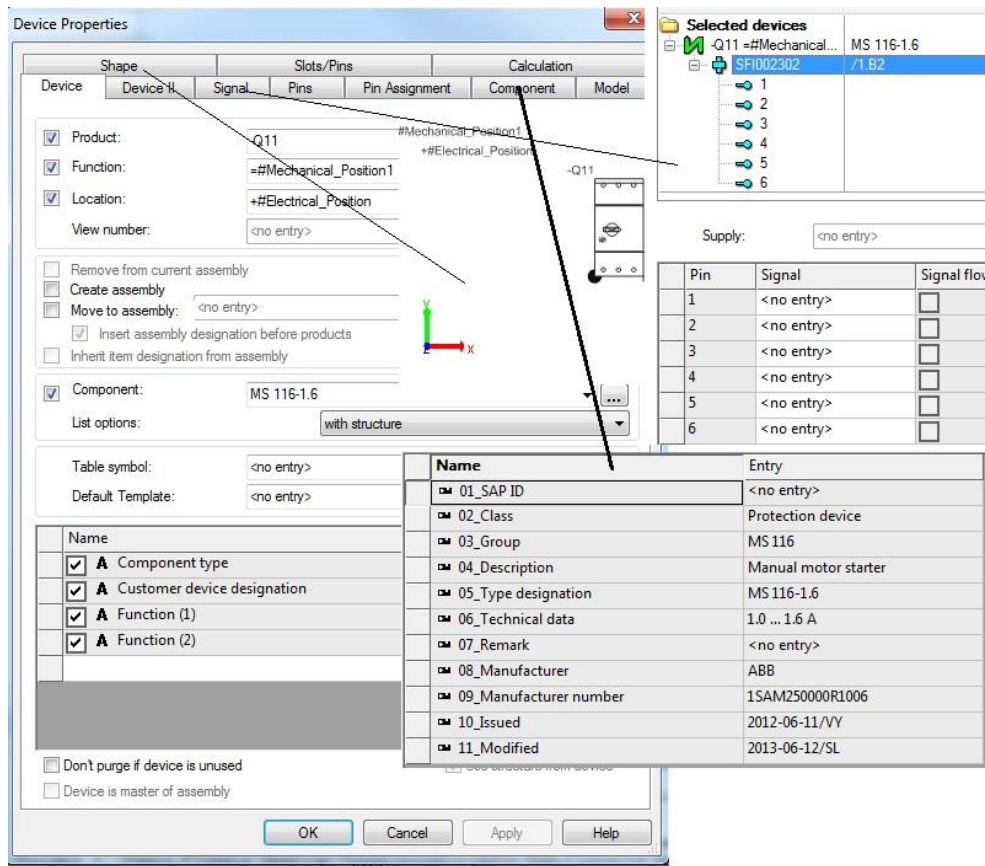 Device Properties
Shape Slots/Pins Calculation
Device Device II Signal Pins Pin Assignment Component Model
Product: -Q11
Function: =#Mechanical_Position1
Location: +#Electrical_Position
View number: <no entry>
#Mechanical_Position1
+#Electrical_Position
-Q11
Remove from current assembly
Create assembly
Move to assembly: <no entry>
Insert assembly designation before products
Inherit item designation from assembly
Y
Z X
Component: MS 116-1.6 ...
List options: with structure
Table symbol: <no entry>
Default Template: <no entry>
Name
A Component type
A Customer device designation
A Function (1)
A Function (2)
Don't purge if device is unused
Device is master of assembly
OK Cancel Apply Help
Selected devices
-Q11 =#Mechanical... MS 116-1.6
SFI002302 /1.B2
1
2
3
4
5
6
Supply: <no entry>
Pin Signal Signal flow
1 <no entry>
2 <no entry>
3 <no entry>
4 <no entry>
5 <no entry>
6 <no entry>
Name Entry
01_SAP ID <no entry>
02_Class Protection device
03_Group MS 116
04_Description Manual motor starter
05_Type designation MS 116-1.6
06_Technical data 1.0 ... 1.6 A
07_Remark <no entry>
08_Manufacturer ABB
09_Manufacturer number 1SAM250000R1006
10_Issued 2012-06-11/VY
11_Modified 2013-06-12/SL